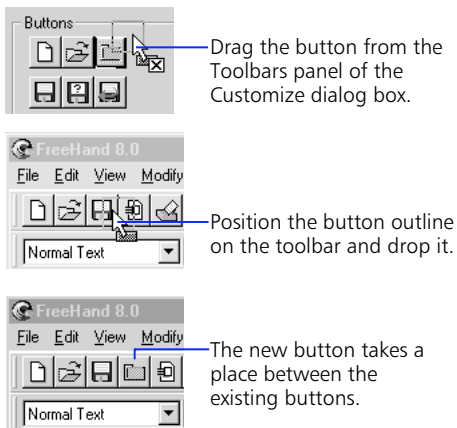 Buttons
Drag the button from the
Toolbars panel of the
Customize dialog box.
FreeHand 8.0
File Edit View Modify
Normal Text
Position the button outline
on the toolbar and drop it.
FreeHand 8.0
File Edit View Modify
Normal Text
The new button takes a
place between the
existing buttons.